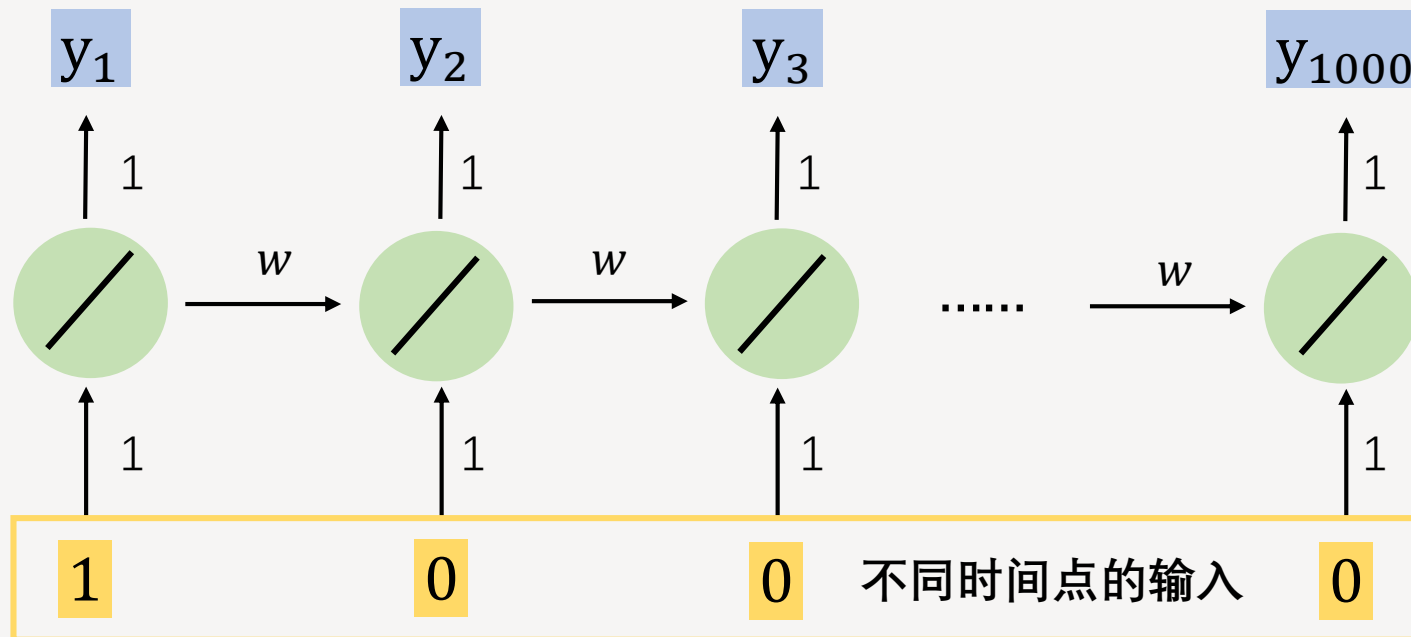 y₁ y₂ y₃ y₁₀₀₀
1 1 1 1
w w ...... w
1 1 1 1
1 0 0 不同时间点的输入 0